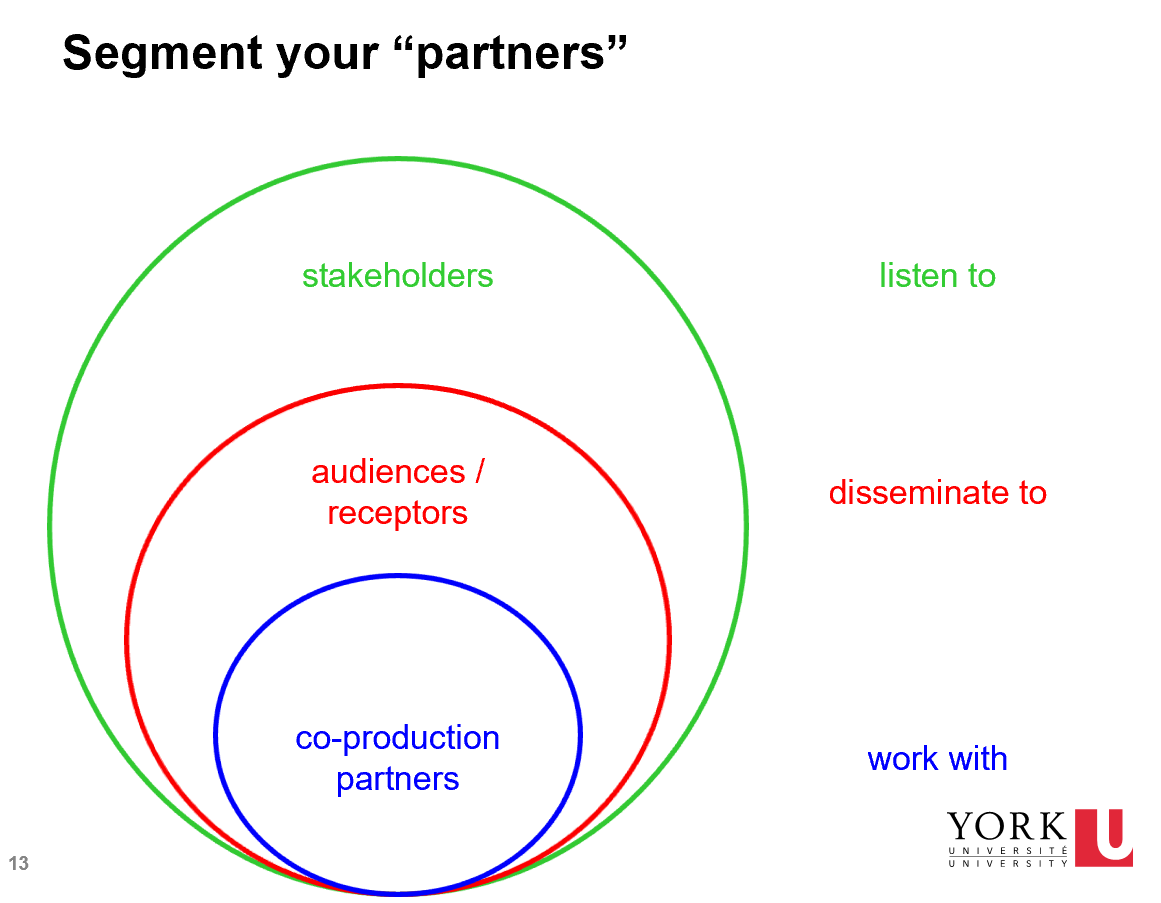 Segment your “partners”
stakeholders
listen to
audiences /
receptors
disseminate to
co-production
partners
work with
YORK U
UNIVERSITÉ
UNIVERSITY
13